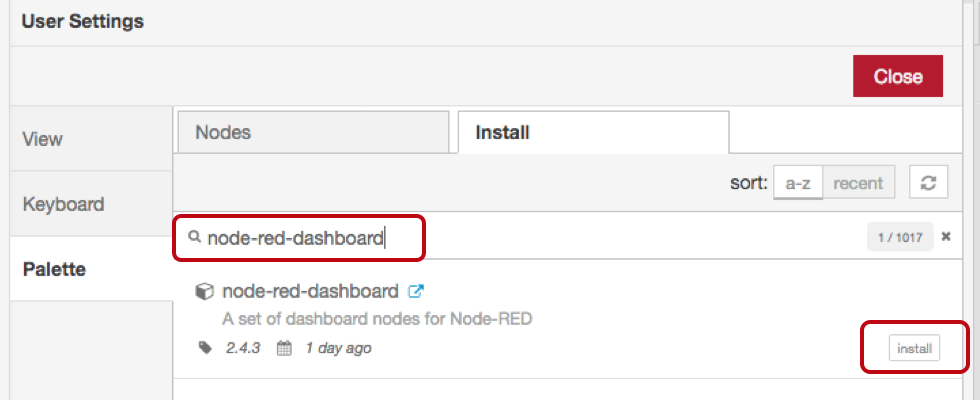 User Settings
Close
View
Keyboard
Palette
Nodes
Install
sort: a-z recent
node-red-dashboard
1 / 1017 ×
node-red-dashboard
A set of dashboard nodes for Node-RED
2.4.3 1 day ago
install